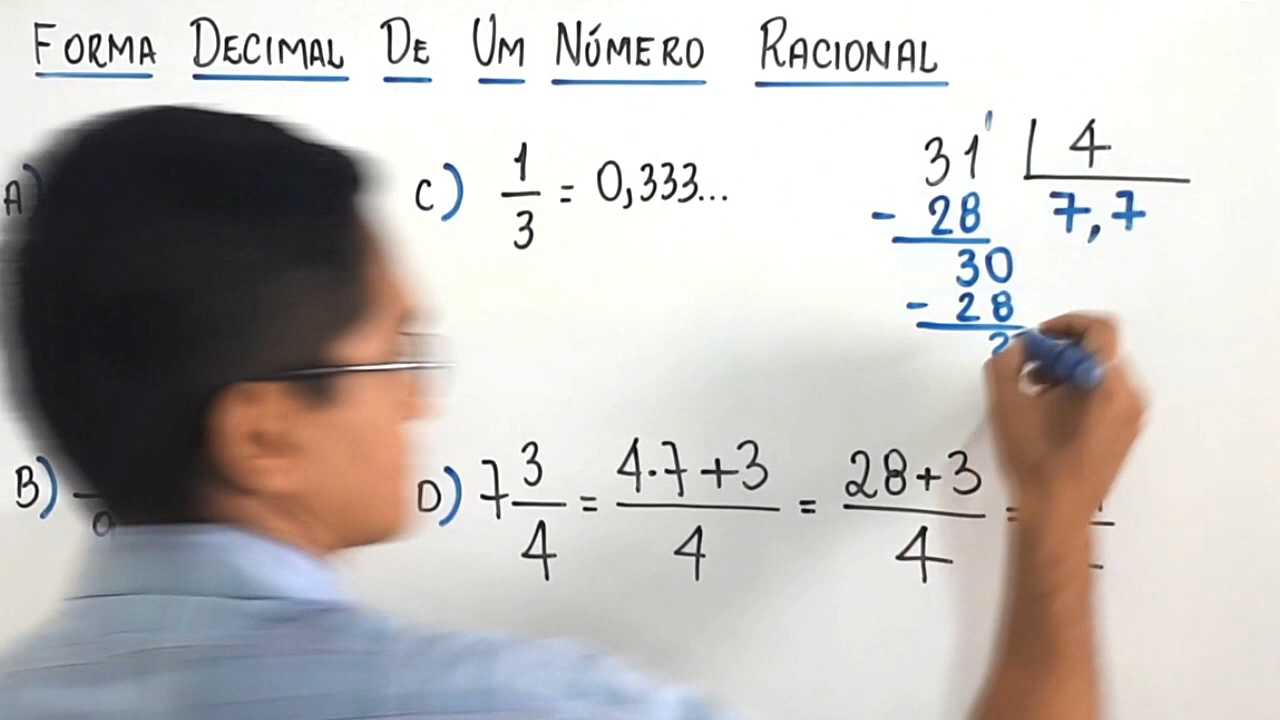 FORMA DECIMAL DE UM NÚMERO RACIONAL
A)
C) 1/3 = 0,333...
31 | 4
- 28 7,7
30
- 28
2
B)
D) 7 3/4 = (4·7+3)/4 = (28+3)/4 =